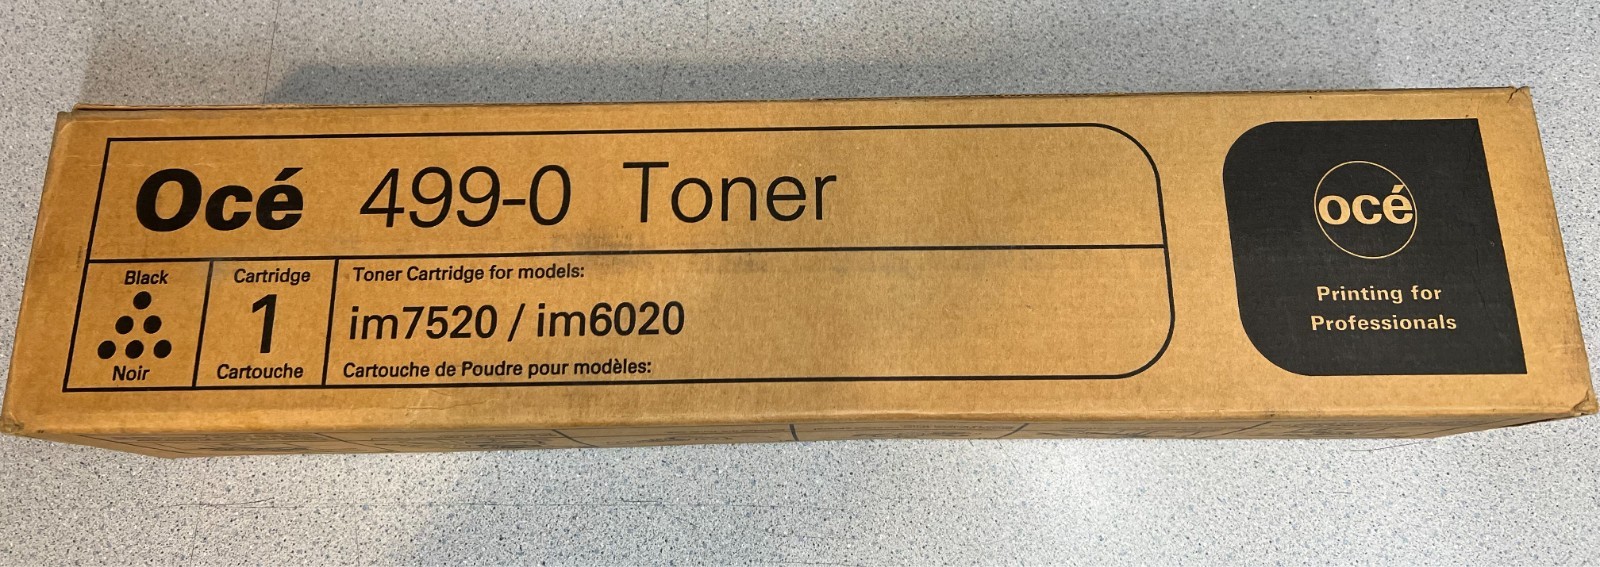 Océ 499-0 Toner
Black
Noir
Cartridge
1
Cartouche
Toner Cartridge for models:
im7520 / im6020
Cartouche de Poudre pour modèles:
océ
Printing for
Professionals